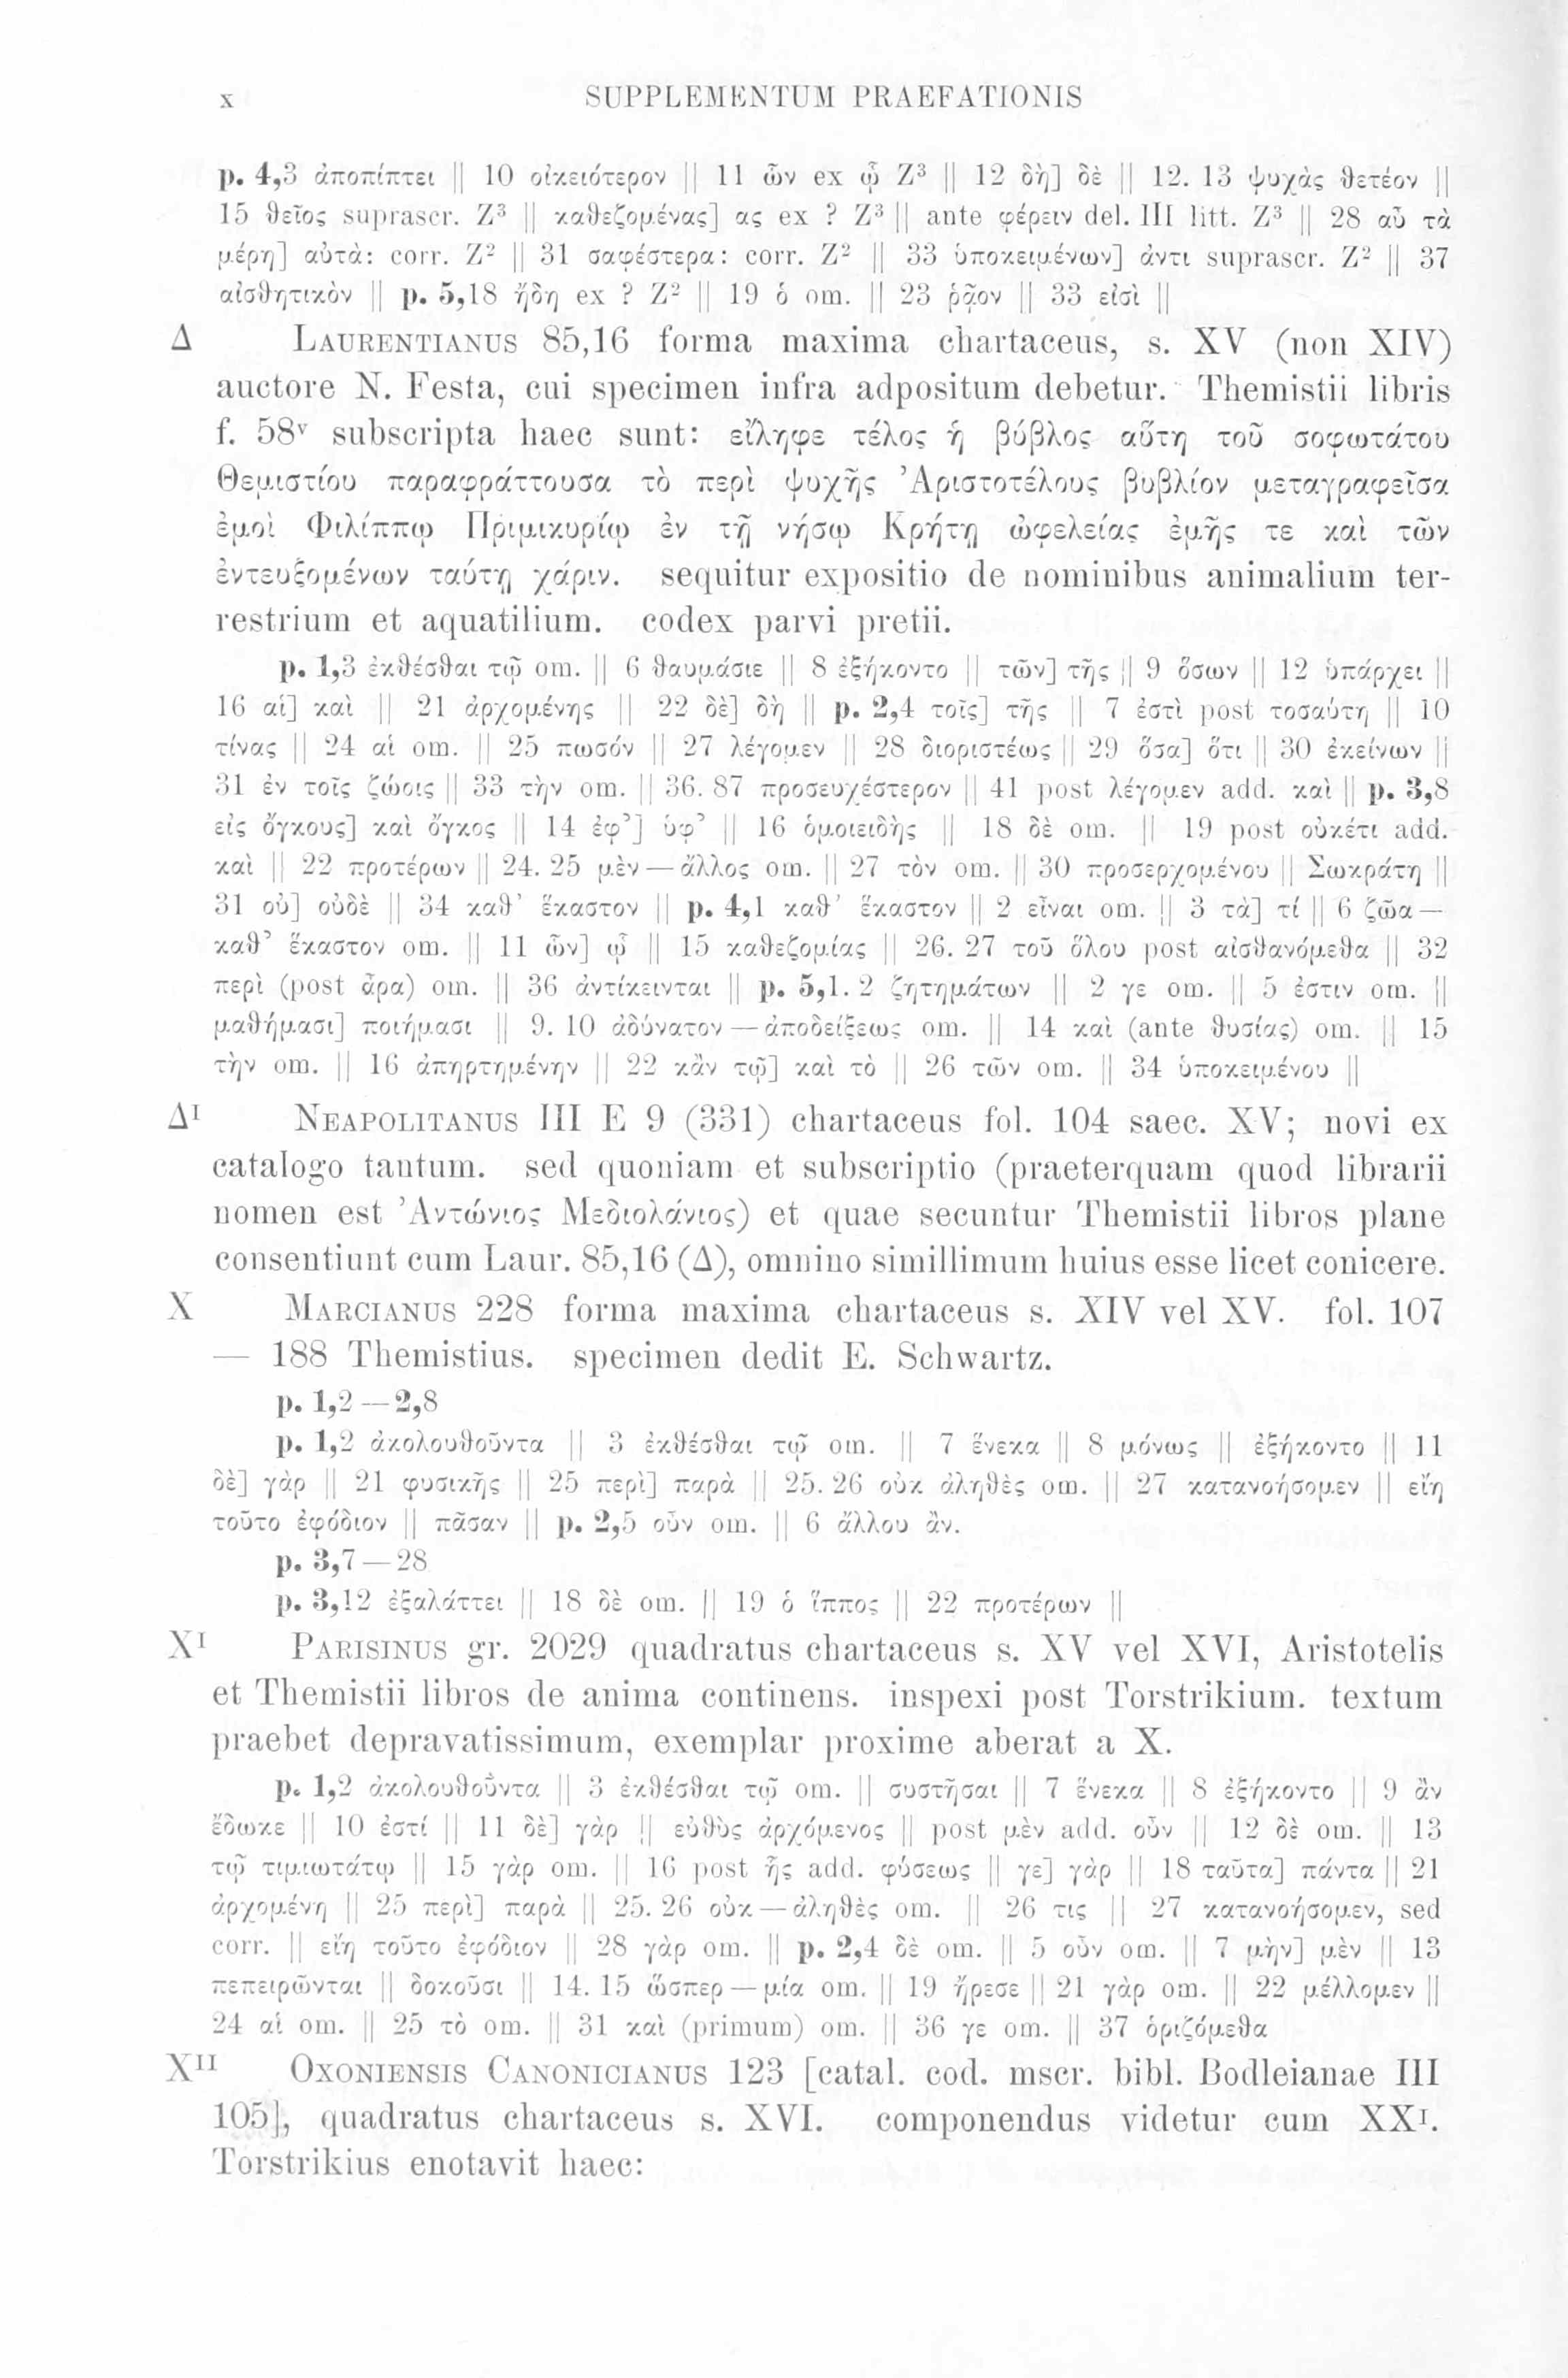 x SUPPLEMENTUM PRAEFATIONIS
p. 4,3 ἀποπίπτει || 10 οἰκειότερον || 11 ὧν ex ᾧ Z³ || 12 δὴ] δὲ || 12. 13 ψυχὰς θετέον ||
15 θεῖος suprascr. Z³ || καθεζομένας] ας ex ? Z³ || ante φέρειν del. III litt. Z³ || 28 αὖ τὰ
μέρη] αὐτὰ: corr. Z² || 31 σαφέστερα: corr. Z² || 33 ὑποκειμένων] ἀντι suprascr. Z² || 37
αἰσθητικὸν || p. 5,18 ἤδη ex ? Z² || 19 ὁ om. || 23 ῥᾷον || 33 εἰσὶ ||
Δ LAURENTIANUS 85,16 forma maxima chartaceus, s. XV (non XIV)
auctore N. Festa, cui specimen infra adpositum debetur. Themistii libris
f. 58ᵛ subscripta haec sunt: εἴληφε τέλος ἡ βύβλος αὕτη τοῦ σοφωτάτου
Θεμιστίου παραφράττουσα τὸ περὶ ψυχῆς Ἀριστοτέλους βυβλίον μεταγραφεῖσα
ἐμοὶ Φιλίππῳ Πριμικυρίῳ ἐν τῇ νήσῳ Κρήτῃ ὠφελείας ἐμῆς τε καὶ τῶν
ἐντευξομένων ταύτῃ χάριν. sequitur expositio de nominibus animalium ter-
restrium et aquatilium. codex parvi pretii.
p. 1,3 ἐκθέσθαι τῷ om. || 6 θαυμάσιε || 8 ἐξήκοντο || τῶν] τῆς || 9 ὅσων || 12 ὑπάρχει ||
16 αἱ] καὶ || 21 ἀρχομένης || 22 δὲ] δὴ || p. 2,4 τοῖς] τῆς || 7 ἐστὶ post τοσαύτη || 10
τίνας || 24 αἱ om. || 25 πωσόν || 27 λέγομεν || 28 διοριστέως || 29 ὅσα] ὅτι || 30 ἐκείνων ||
31 ἐν τοῖς ζώοις || 33 τὴν om. || 36. 87 προσευχέστερον || 41 post λέγομεν add. καὶ || p. 3,8
εἰς ὄγκους] καὶ ὄγκος || 14 ἐφ’] ὑφ’ || 16 ὁμοιειδὴς || 18 δὲ om. || 19 post οὐκέτι add.
καὶ || 22 προτέρων || 24. 25 μὲν — ἄλλος om. || 27 τὸν om. || 30 προσερχομένου || Σωκράτη ||
31 οὐ] οὐδὲ || 34 καθ’ ἕκαστον || p. 4,1 καθ’ ἕκαστον || 2 εἶναι om. || 3 τὰ] τί || 6 ζῶα —
καθ’ ἕκαστον om. || 11 ὧν] ᾧ || 15 καθεζομίας || 26. 27 τοῦ ὅλου post αἰσθανόμεθα || 32
περὶ (post ἆρα) om. || 36 ἀντίκεινται || p. 5,1. 2 ζητημάτων || 2 γε om. || 5 ἐστιν om. ||
μαθήμασι] ποιήμασι || 9. 10 ἀδύνατον — ἀποδείξεως om. || 14 καὶ (ante θυσίας) om. || 15
τὴν om. || 16 ἀπηρτημένην || 22 κἂν τῷ] καὶ τὸ || 26 τῶν om. || 34 ὑποκειμένου ||
Δᴵ NEAPOLITANUS III E 9 (331) chartaceus fol. 104 saec. XV; novi ex
catalogo tantum. sed quoniam et subscriptio (praeterquam quod librarii
nomen est Ἀντώνιος Μεδιολάνιος) et quae secuntur Themistii libros plane
consentiunt cum Laur. 85,16 (Δ), omnino simillimum huius esse licet conicere.
X MARCIANUS 228 forma maxima chartaceus s. XIV vel XV. fol. 107
— 188 Themistius. specimen dedit E. Schwartz.
p. 1,2 — 2,8
p. 1,2 ἀκολουθοῦντα || 3 ἐκθέσθαι τῷ om. || 7 ἕνεκα || 8 μόνως || ἐξήκοντο || 11
δὲ] γὰρ || 21 φυσικῆς || 25 περὶ] παρὰ || 25. 26 οὐκ ἀληθὲς om. || 27 κατανοήσομεν || εἴη
τοῦτο ἐφόδιον || πᾶσαν || p. 2,5 οὖν om. || 6 ἄλλου ἂν.
p. 3,7 — 28
p. 3,12 ἐξαλάττει || 18 δὲ om. || 19 ὁ ἵππος || 22 προτέρων ||
Xᴵ PARISINUS gr. 2029 quadratus chartaceus s. XV vel XVI, Aristotelis
et Themistii libros de anima continens. inspexi post Torstrikium. textum
praebet depravatissimum, exemplar proxime aberat a X.
p. 1,2 ἀκολουθοῦντα || 3 ἐκθέσθαι τῷ om. || συστῆσαι || 7 ἕνεκα || 8 ἐξήκοντο || 9 ἂν
ἔδωκε || 10 ἐστί || 11 δὲ] γὰρ || εὐθὺς ἀρχόμενος || post μὲν add. οὖν || 12 δὲ om. || 13
τῷ τιμιωτάτῳ || 15 γὰρ om. || 16 post ἧς add. φύσεως || γε] γὰρ || 18 ταῦτα] πάντα || 21
ἀρχομένη || 25 περὶ] παρὰ || 25. 26 οὐκ — ἀληθὲς om. || 26 τις || 27 κατανοήσομεν, sed
corr. || εἴη τοῦτο ἐφόδιον || 28 γὰρ om. || p. 2,4 δὲ om. || 5 οὖν om. || 7 μὴν] μὲν || 13
πεπειρῶνται || δοκοῦσι || 14. 15 ὥσπερ — μία om. || 19 ἤρεσε || 21 γὰρ om. || 22 μέλλομεν ||
24 αἱ om. || 25 τὸ om. || 31 καὶ (primum) om. || 36 γε om. || 37 ὁριζόμεθα
Xᴵᴵ OXONIENSIS CANONICIANUS 123 [catal. cod. mscr. bibl. Bodleianae III
105], quadratus chartaceus s. XVI. componendus videtur cum XXᴵ.
Torstrikius enotavit haec: